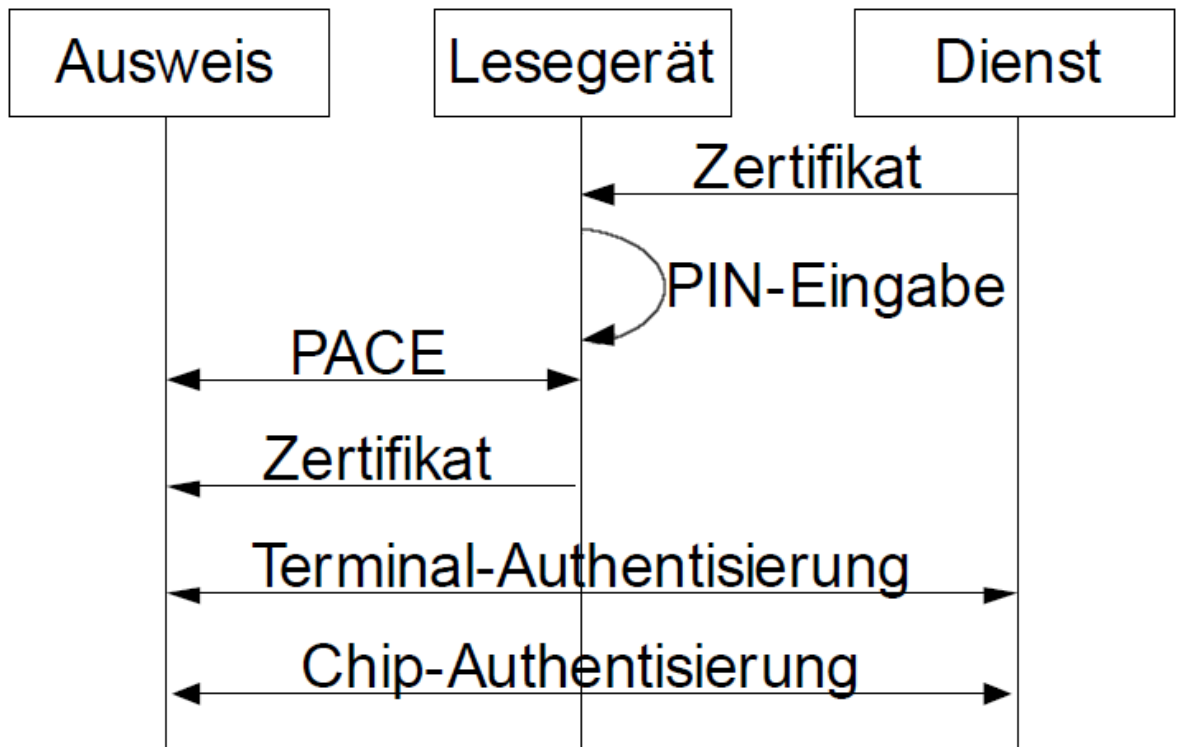 Ausweis
Lesegerät
Dienst
Zertifikat
PIN-Eingabe
PACE
Zertifikat
Terminal-Authentisierung
Chip-Authentisierung